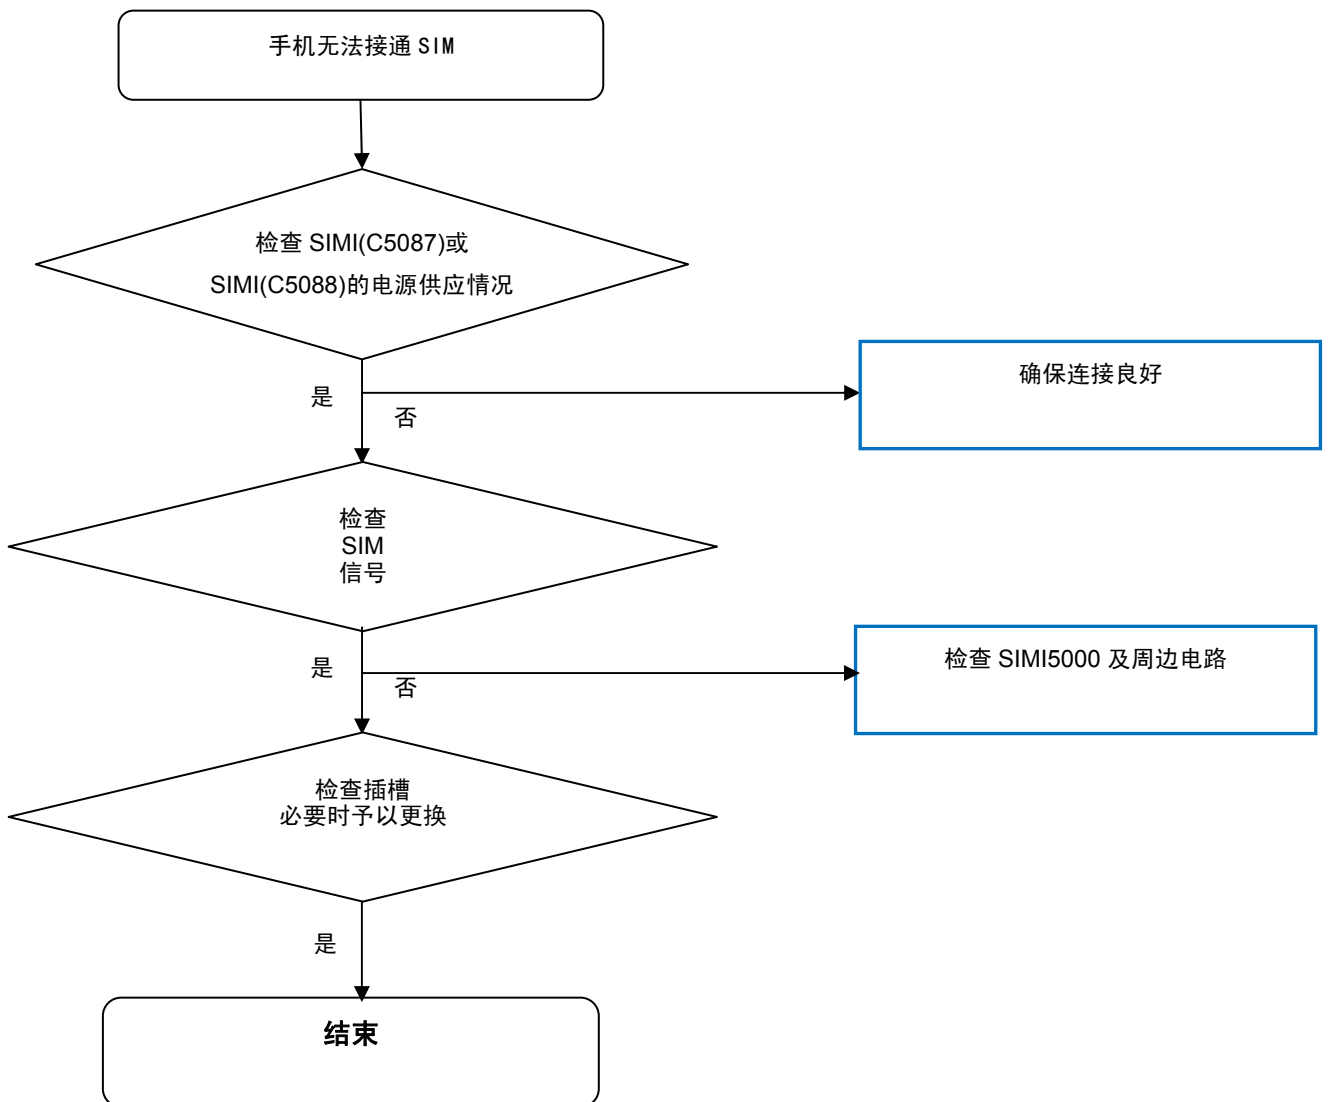 手机无法接通 SIM
检查 SIMI(C5087)或
SIMI(C5088)的电源供应情况
是
否
确保连接良好
检查
SIM
信号
是
否
检查 SIMI5000 及周边电路
检查插槽
必要时予以更换
是
结束